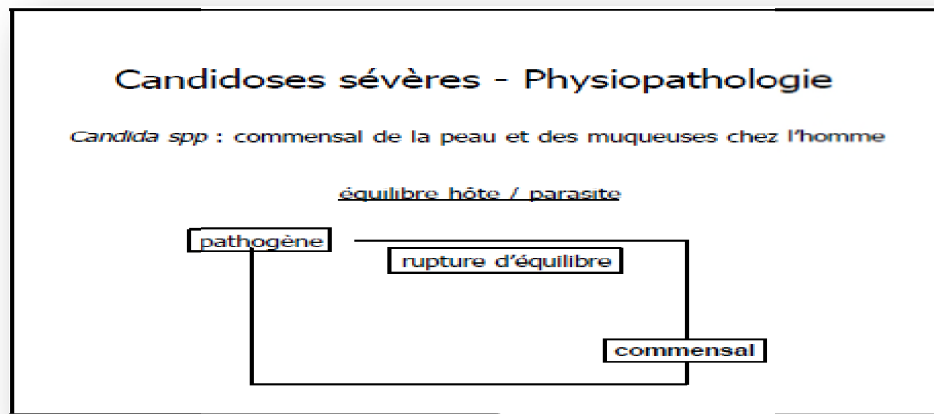 Candidoses sévères - Physiopathologie
Candida spp : commensal de la peau et des muqueuses chez l'homme
équilibre hôte / parasite
pathogène
rupture d'équilibre
commensal